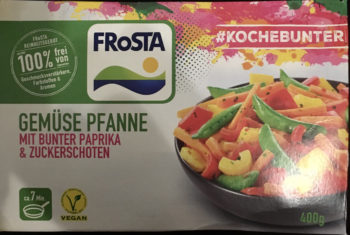 FROSTA
REINHEITSGEBOT
100% frei von
Geschmacksverstärkern,
Farbstoffen &
Aromen
FRoSTA
#KOCHEBUNTER
GEMÜSE PFANNE
MIT BUNTER PAPRIKA
& ZUCKERSCHOTEN
ca. 7 Min
VEGAN
400g